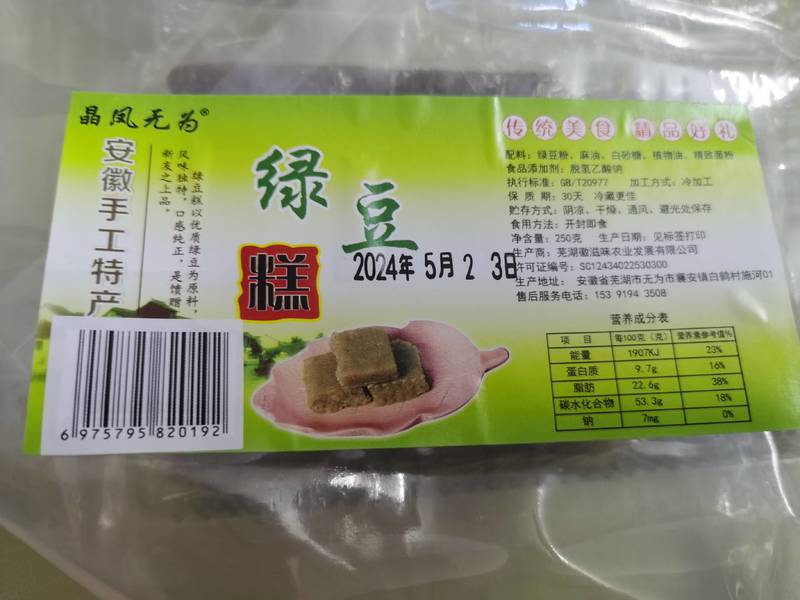 晶凤无为®
安徽手工特产
绿豆糕以优质绿豆为原料,
风味独特,口感纯正,是馈赠
新友之上品。
绿豆
糕
2024年 5月 2 3日
传统美食 精品好礼
配料:绿豆粉、麻油、白砂糖、植物油、精致面粉
食品添加剂:脱氢乙酸钠
执行标准:GB/T20977 加工方式:冷加工
保 质 期:30天 冷藏更佳
贮存方式:阴凉、干燥、通风、避光处保存
食用方法:开封即食
净含量:250克 生产日期:见标签打印
生产商:芜湖徽滋味农业发展有限公司
许可证编号:SC12434022530300
生产地址: 安徽省芜湖市无为市襄安镇白鹤村施河01
售后服务电话:153 9194 3508
营养成分表
项 目 每100克(克) 营养素参考值%
能量 1907KJ 23%
蛋白质 9.7g 16%
脂肪 22.6g 38%
碳水化合物 53.3g 18%
钠 7mg 0%
6 975795 820192